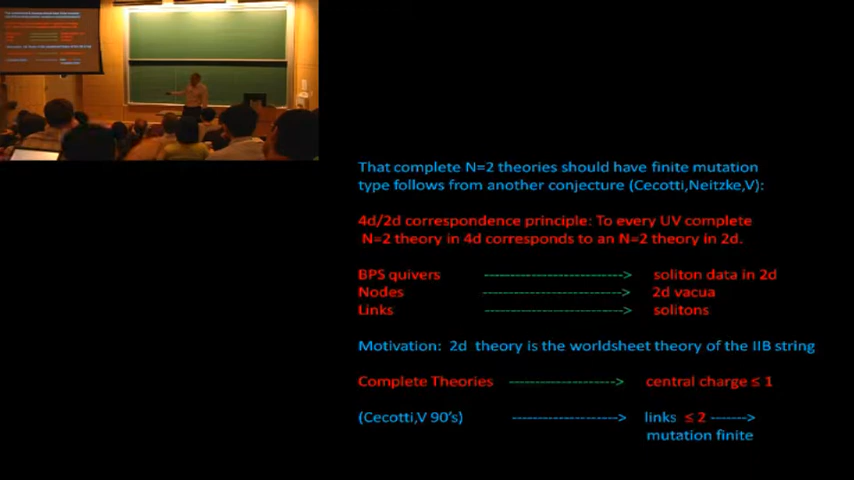 That complete N=2 theories should have finite mutation
type follows from another conjecture (Cecotti,Neitzke,V):
4d/2d correspondence principle: To every UV complete
N=2 theory in 4d corresponds to an N=2 theory in 2d.
BPS quivers --------------------------> soliton data in 2d
Nodes --------------------------> 2d vacua
Links --------------------------> solitons
Motivation: 2d theory is the worldsheet theory of the IIB string
Complete Theories --------------------> central charge ≤ 1
(Cecotti,V 90's) --------------------> links ≤ 2 ------->
mutation finite